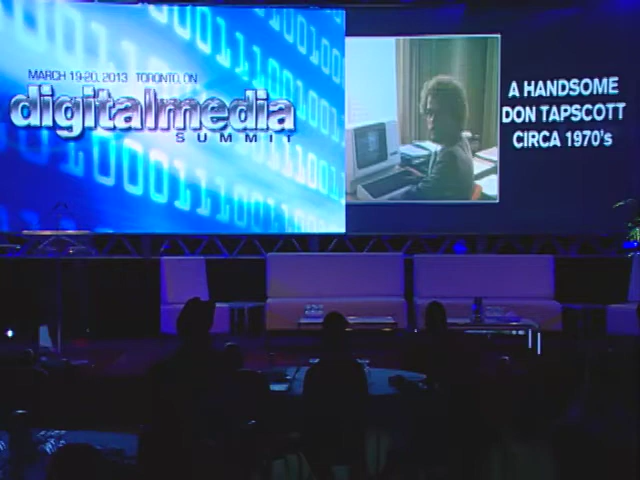 MARCH 19-20, 2013 TORONTO, ON
digitalmedia
SUMMIT
A HANDSOME
DON TAPSCOTT
CIRCA 1970's